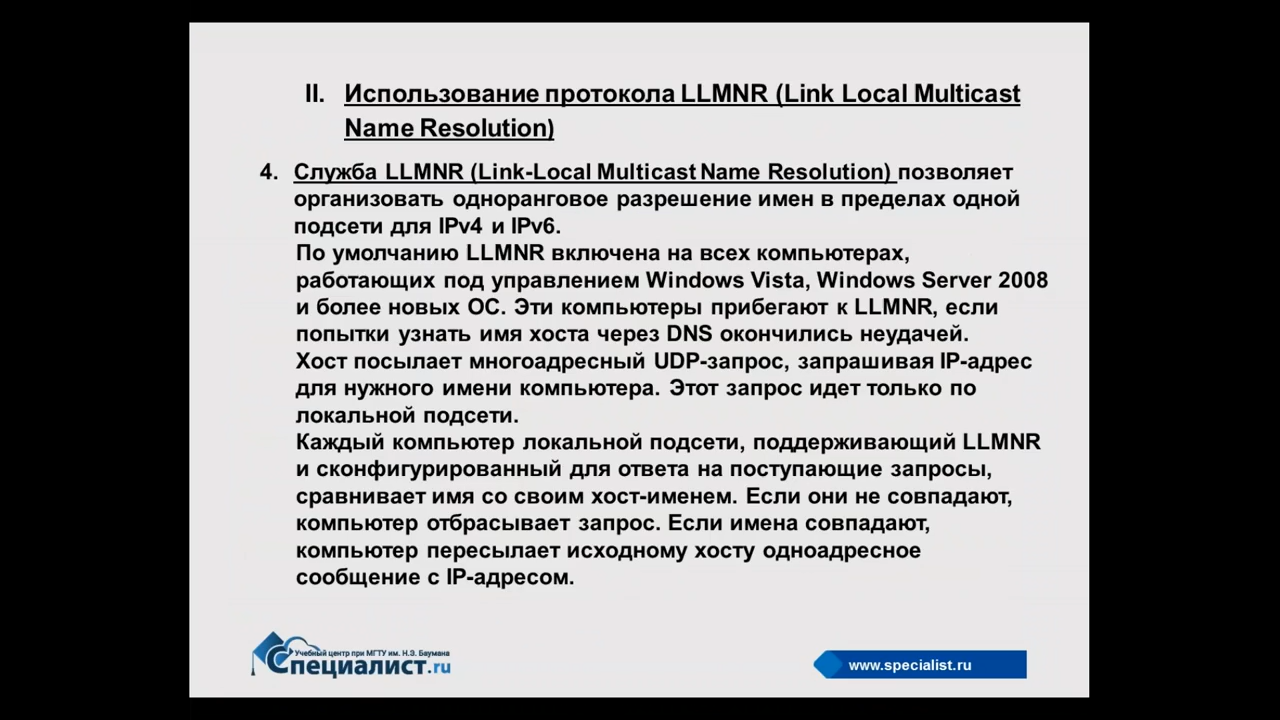 II. Использование протокола LLMNR (Link Local Multicast
Name Resolution)
4. Служба LLMNR (Link-Local Multicast Name Resolution) позволяет
организовать одноранговое разрешение имен в пределах одной
подсети для IPv4 и IPv6.
По умолчанию LLMNR включена на всех компьютерах,
работающих под управлением Windows Vista, Windows Server 2008
и более новых ОС. Эти компьютеры прибегают к LLMNR, если
попытки узнать имя хоста через DNS окончились неудачей.
Хост посылает многоадресный UDP-запрос, запрашивая IP-адрес
для нужного имени компьютера. Этот запрос идет только по
локальной подсети.
Каждый компьютер локальной подсети, поддерживающий LLMNR
и сконфигурированный для ответа на поступающие запросы,
сравнивает имя со своим хост-именем. Если они не совпадают,
компьютер отбрасывает запрос. Если имена совпадают,
компьютер пересылает исходному хосту одноадресное
сообщение с IP-адресом.
Учебный центр при МГТУ им. Н.Э. Баумана
Специалист.ru
www.specialist.ru